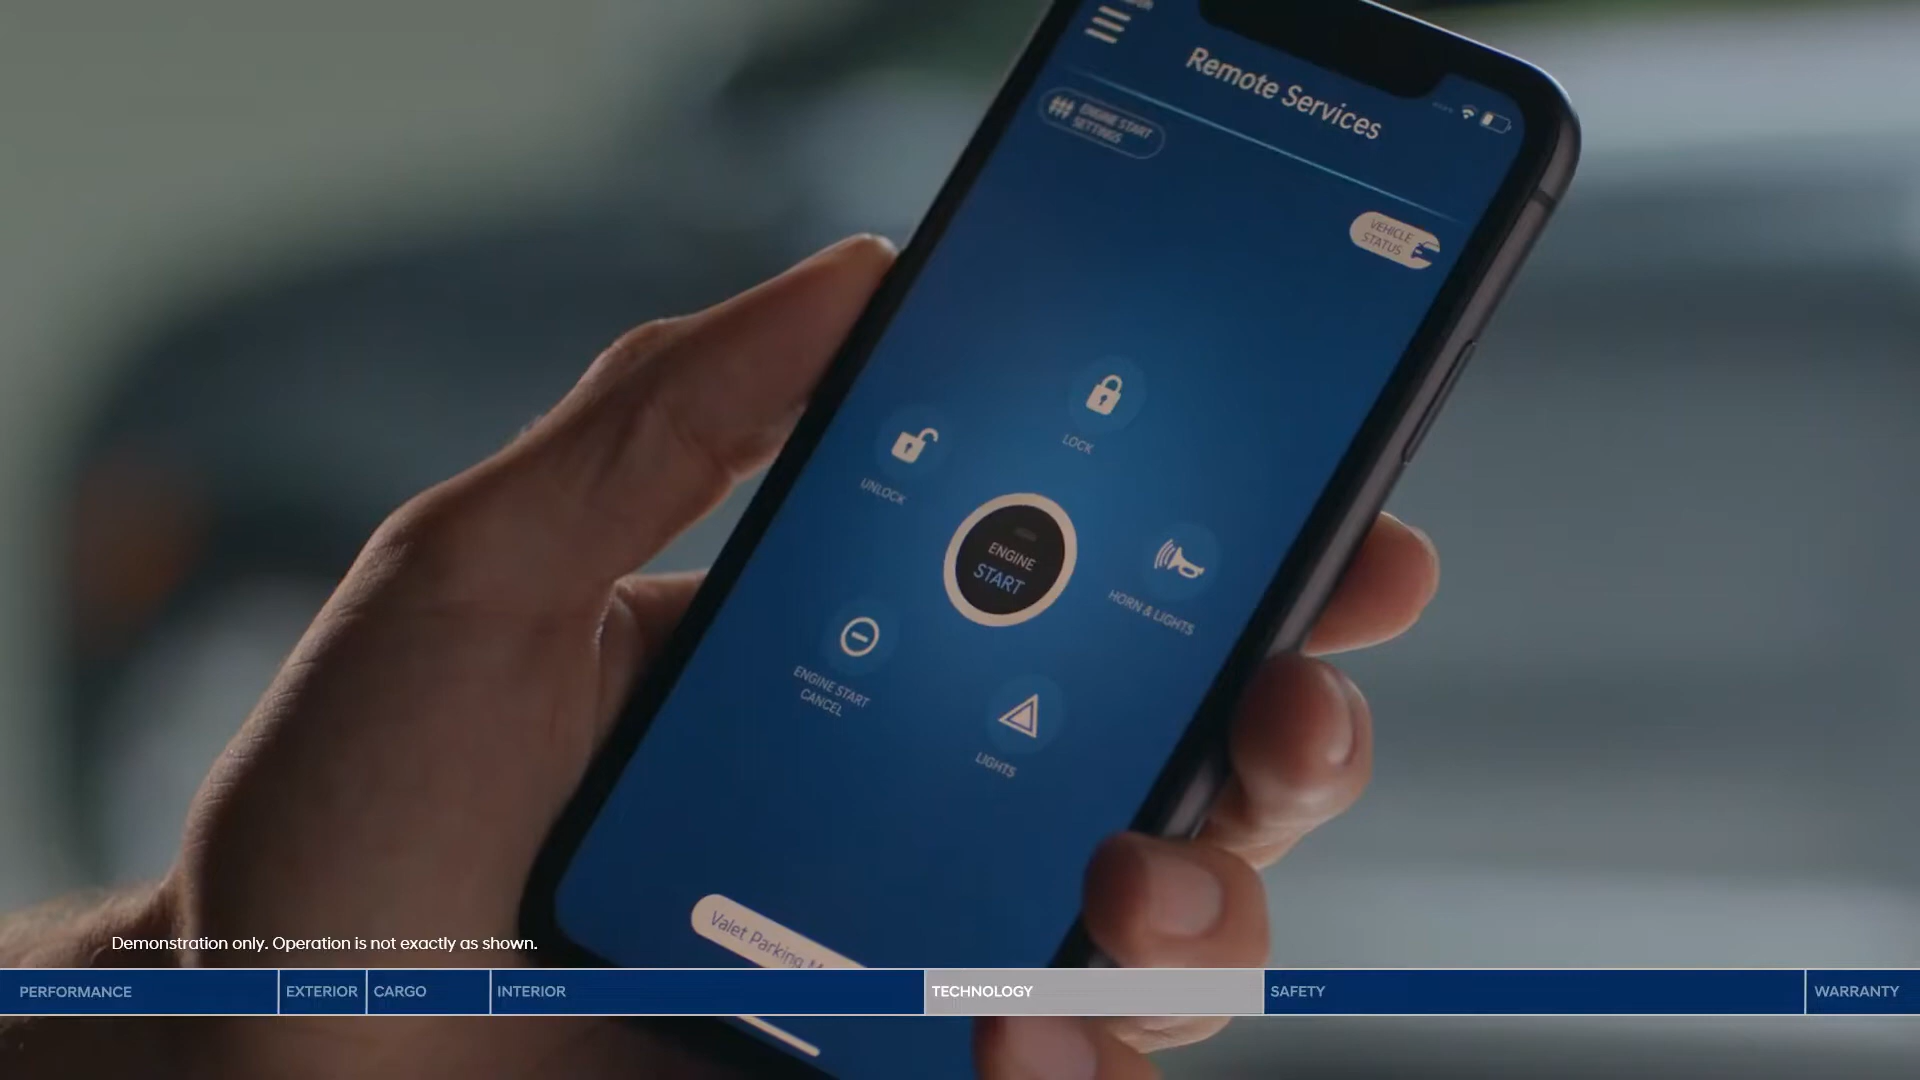 Remote Services
ENGINE START
SETTINGS
VEHICLE
STATUS
LOCK
UNLOCK
ENGINE
START
HORN & LIGHTS
ENGINE START
CANCEL
LIGHTS
Valet Parking
Demonstration only. Operation is not exactly as shown.
PERFORMANCE
EXTERIOR
CARGO
INTERIOR
TECHNOLOGY
SAFETY
WARRANTY